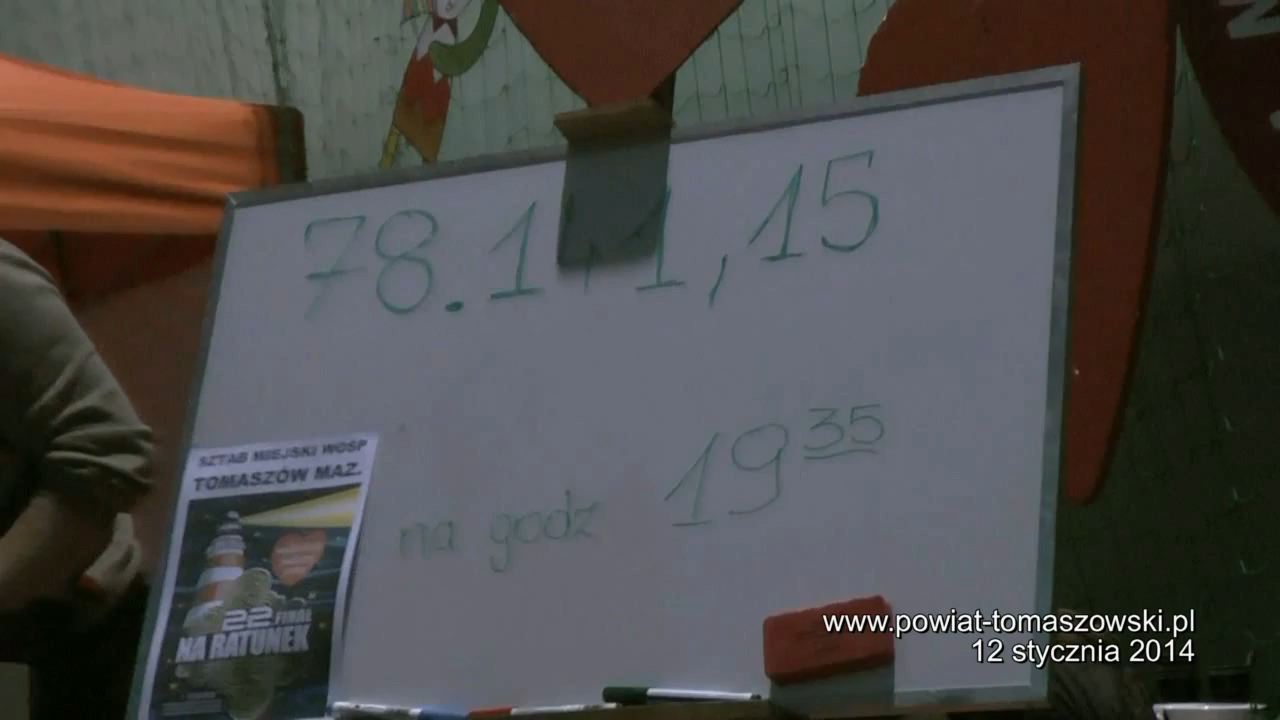 78.1 1,15
na godz 19 35
SZTAB MIEJSKI WOŚP
TOMASZÓW MAZ.
22 FINAŁ
NA RATUNEK
www.powiat-tomaszowski.pl
12 stycznia 2014